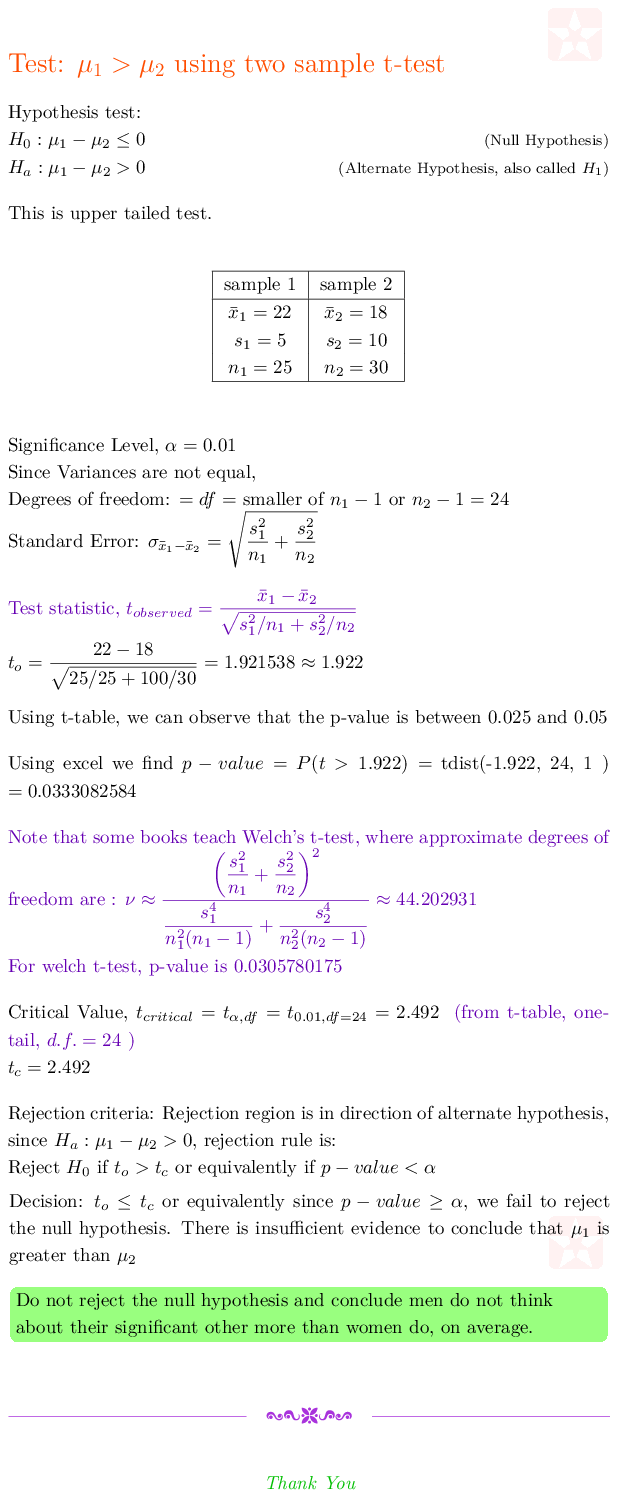 Test: μ₁ > μ₂ using two sample t-test
Hypothesis test:
H₀ : μ₁ − μ₂ ≤ 0 (Null Hypothesis)
Hₐ : μ₁ − μ₂ > 0 (Alternate Hypothesis, also called H₁)
This is upper tailed test.
sample 1 sample 2
x̄₁ = 22 x̄₂ = 18
s₁ = 5 s₂ = 10
n₁ = 25 n₂ = 30
Significance Level, α = 0.01
Since Variances are not equal,
Degrees of freedom: = df = smaller of n₁ − 1 or n₂ − 1 = 24
Standard Error: σ_{x̄₁−x̄₂} = √(s₁²/n₁ + s₂²/n₂)
Test statistic, t_{observed} = (x̄₁ − x̄₂)/√(s₁²/n₁ + s₂²/n₂)
tₒ = (22 − 18)/√(25/25 + 100/30) = 1.921538 ≈ 1.922
Using t-table, we can observe that the p-value is between 0.025 and 0.05
Using excel we find p − value = P(t > 1.922) = tdist(-1.922, 24, 1 )
= 0.0333082584
Note that some books teach Welch's t-test, where approximate degrees of
freedom are : ν ≈ (s₁²/n₁ + s₂²/n₂)² / (s₁⁴/(n₁²(n₁ − 1)) + s₂⁴/(n₂²(n₂ − 1))) ≈ 44.202931
For welch t-test, p-value is 0.0305780175
Critical Value, t_{critical} = t_{α,df} = t_{0.01,df=24} = 2.492 (from t-table, one-
tail, d.f. = 24 )
t_c = 2.492
Rejection criteria: Rejection region is in direction of alternate hypothesis,
since Hₐ : μ₁ − μ₂ > 0, rejection rule is:
Reject H₀ if tₒ > t_c or equivalently if p − value < α
Decision: tₒ ≤ t_c or equivalently since p − value ≥ α, we fail to reject
the null hypothesis. There is insufficient evidence to conclude that μ₁ is
greater than μ₂
Do not reject the null hypothesis and conclude men do not think
about their significant other more than women do, on average.
Thank You